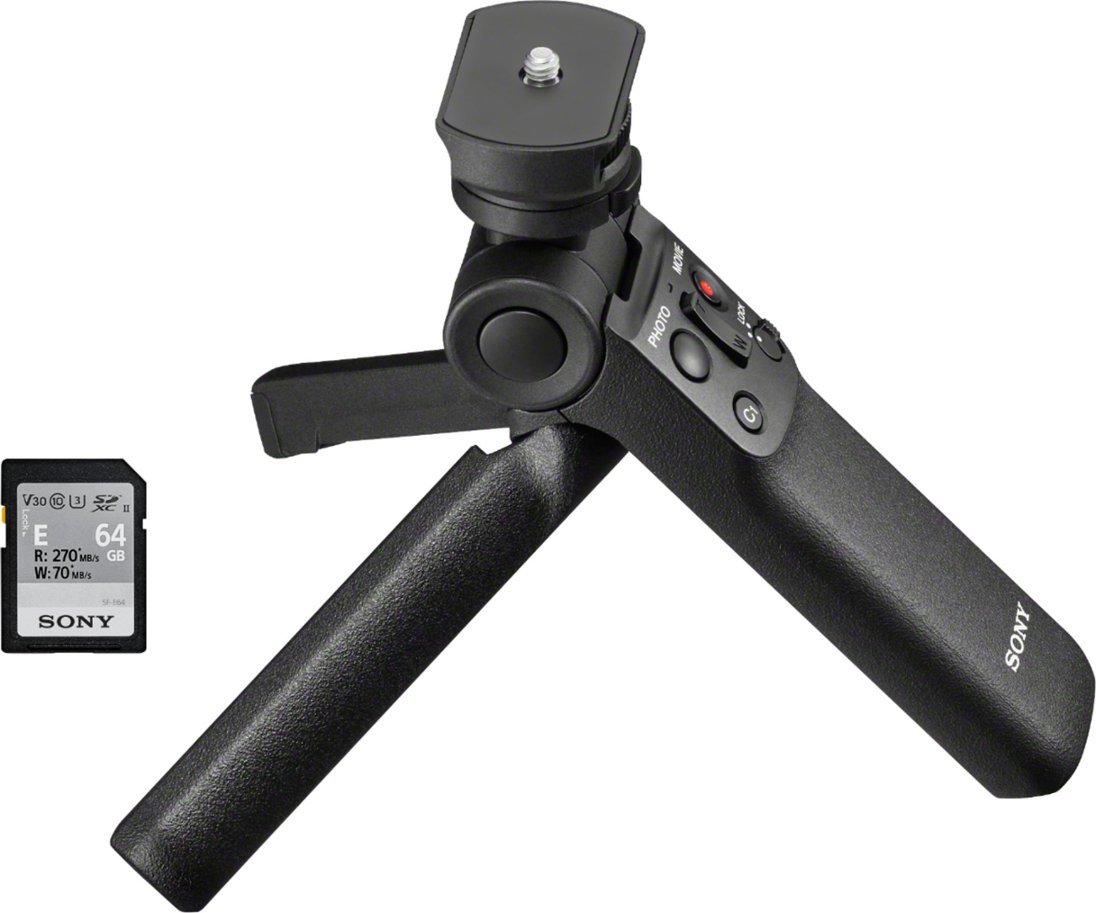 V30 10 U3 SD XC II
Lock
E 64 GB
R: 270* MB/s
W: 70* MB/s
SF-E64
SONY
MOVIE
PHOTO
LOCK
T
W
C1
SONY